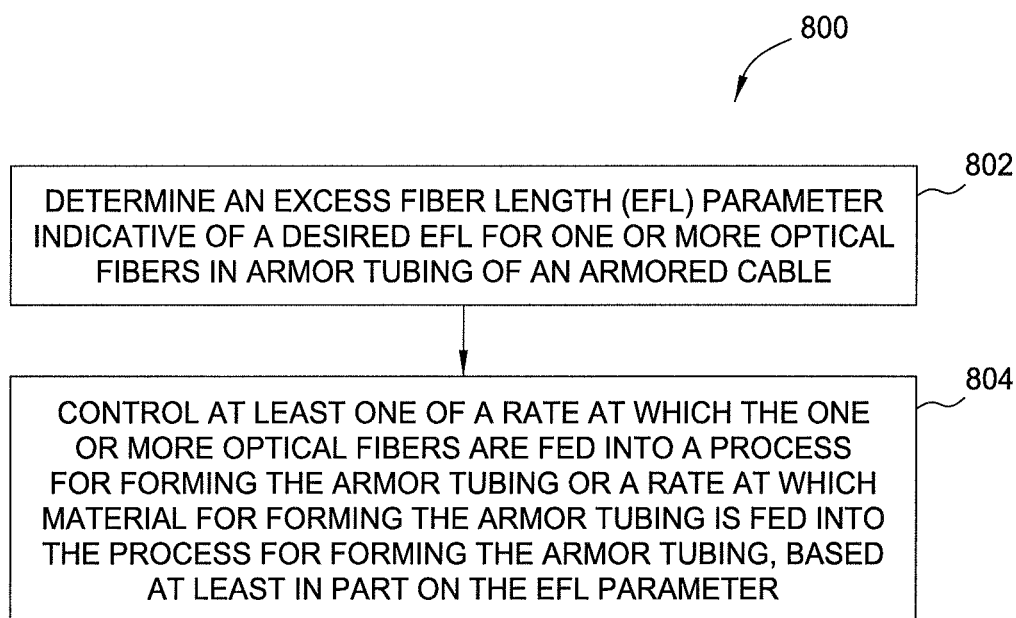 800
802
DETERMINE AN EXCESS FIBER LENGTH (EFL) PARAMETER
INDICATIVE OF A DESIRED EFL FOR ONE OR MORE OPTICAL
FIBERS IN ARMOR TUBING OF AN ARMORED CABLE
804
CONTROL AT LEAST ONE OF A RATE AT WHICH THE ONE
OR MORE OPTICAL FIBERS ARE FED INTO A PROCESS
FOR FORMING THE ARMOR TUBING OR A RATE AT WHICH
MATERIAL FOR FORMING THE ARMOR TUBING IS FED INTO
THE PROCESS FOR FORMING THE ARMOR TUBING, BASED
AT LEAST IN PART ON THE EFL PARAMETER